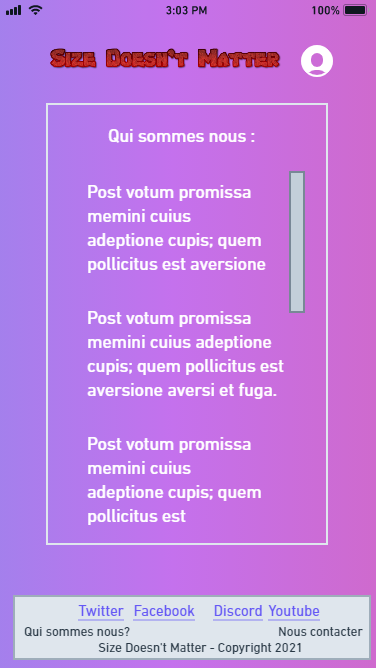 3:03 PM 100%
Size Doesn't Matter
Qui sommes nous :
Post votum promissa
memini cuius
adeptione cupis; quem
pollicitus est aversione
Post votum promissa
memini cuius adeptione
cupis; quem pollicitus est
aversione aversi et fuga.
Post votum promissa
memini cuius
adeptione cupis; quem
pollicitus est
Twitter Facebook Discord Youtube
Qui sommes nous? Nous contacter
Size Doesn't Matter - Copyright 2021